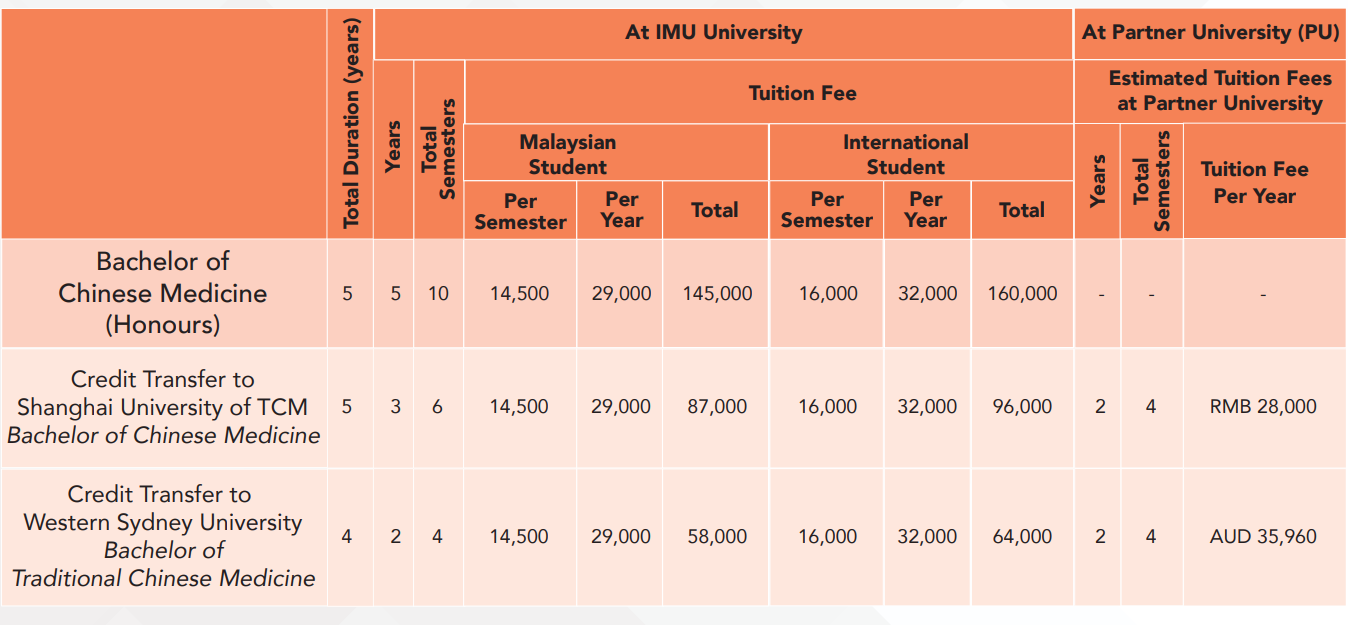 Total Duration (years)
At IMU University
At Partner University (PU)
Years
Total
Semesters
Tuition Fee
Estimated Tuition Fees
at Partner University
Malaysian
Student
International
Student
Years
Total
Semesters
Tuition Fee
Per Year
Per
Semester
Per
Year
Total
Per
Semester
Per
Year
Total
Bachelor of
Chinese Medicine
(Honours)
5 5 10 14,500 29,000 145,000 16,000 32,000 160,000 - - -
Credit Transfer to
Shanghai University of TCM
Bachelor of Chinese Medicine
5 3 6 14,500 29,000 87,000 16,000 32,000 96,000 2 4 RMB 28,000
Credit Transfer to
Western Sydney University
Bachelor of
Traditional Chinese Medicine
4 2 4 14,500 29,000 58,000 16,000 32,000 64,000 2 4 AUD 35,960